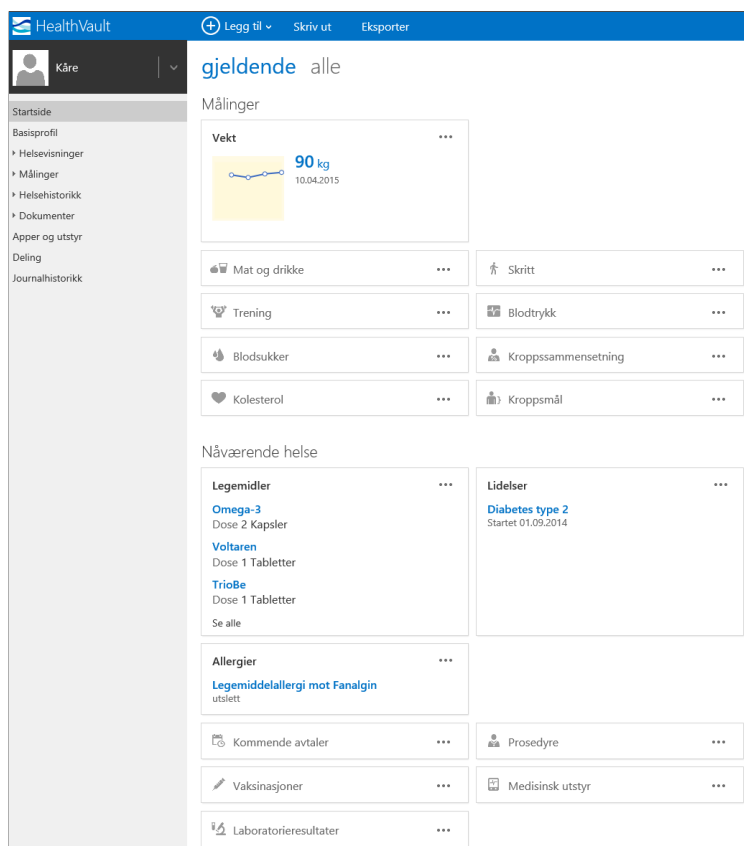 HealthVault
Legg til
Skriv ut
Eksporter
Kåre
Startside
Basisprofil
Helsevisninger
Målinger
Helsehistorikk
Dokumenter
Apper og utstyr
Deling
Journalhistorikk
gjeldende alle
Målinger
Vekt
90 kg
10.04.2015
Mat og drikke
Skritt
Trening
Blodtrykk
Blodsukker
Kroppssammensetning
Kolesterol
Kroppsmål
Nåværende helse
Legemidler
Omega-3
Dose 2 Kapsler
Voltaren
Dose 1 Tabletter
TrioBe
Dose 1 Tabletter
Se alle
Lidelser
Diabetes type 2
Startet 01.09.2014
Allergier
Legemiddelallergi mot Fanalgin
utslett
Kommende avtaler
Prosedyre
Vaksinasjoner
Medisinsk utstyr
Laboratorieresultater